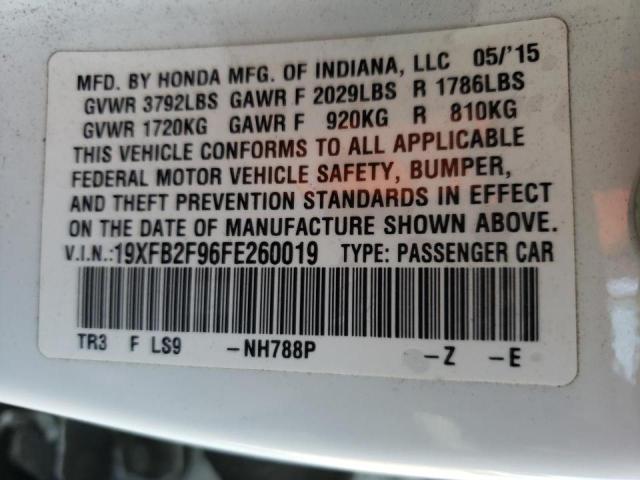 MFD. BY HONDA MFG. OF INDIANA, LLC 05/'15
GVWR 3792LBS GAWR F 2029LBS R 1786LBS
GVWR 1720KG GAWR F 920KG R 810KG
THIS VEHICLE CONFORMS TO ALL APPLICABLE
FEDERAL MOTOR VEHICLE SAFETY, BUMPER,
AND THEFT PREVENTION STANDARDS IN EFFECT
ON THE DATE OF MANUFACTURE SHOWN ABOVE.
V.I.N.:19XFB2F96FE260019 TYPE: PASSENGER CAR
TR3 F LS9 -NH788P -Z -E